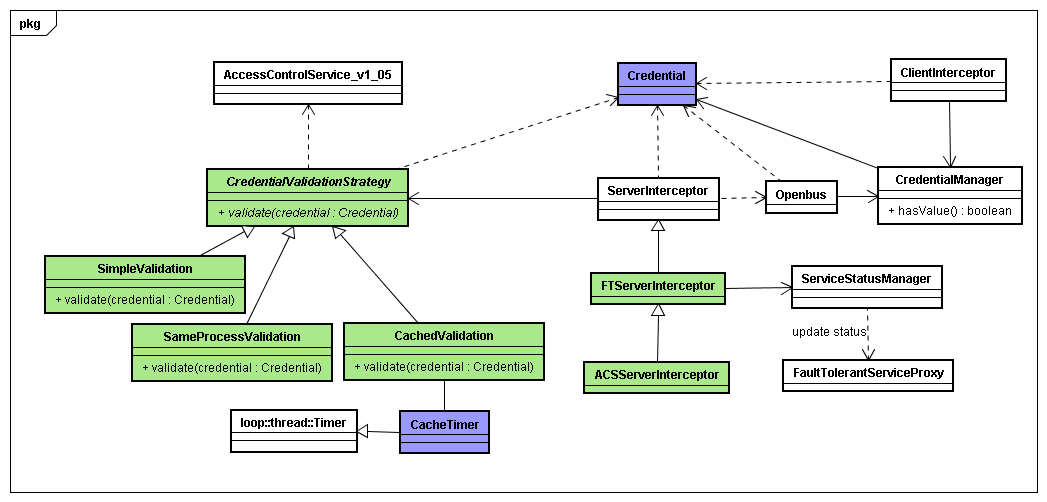 pkg
AccessControlService_v1_05
Credential
ClientInterceptor
CredentialValidationStrategy
+ validate(credential : Credential)
ServerInterceptor
Openbus
CredentialManager
+ hasValue() : boolean
SimpleValidation
+ validate(credential : Credential)
FTServerInterceptor
ServiceStatusManager
SameProcessValidation
+ validate(credential : Credential)
CachedValidation
+ validate(credential : Credential)
update status
ACSServerInterceptor
FaultTolerantServiceProxy
loop::thread::Timer
CacheTimer